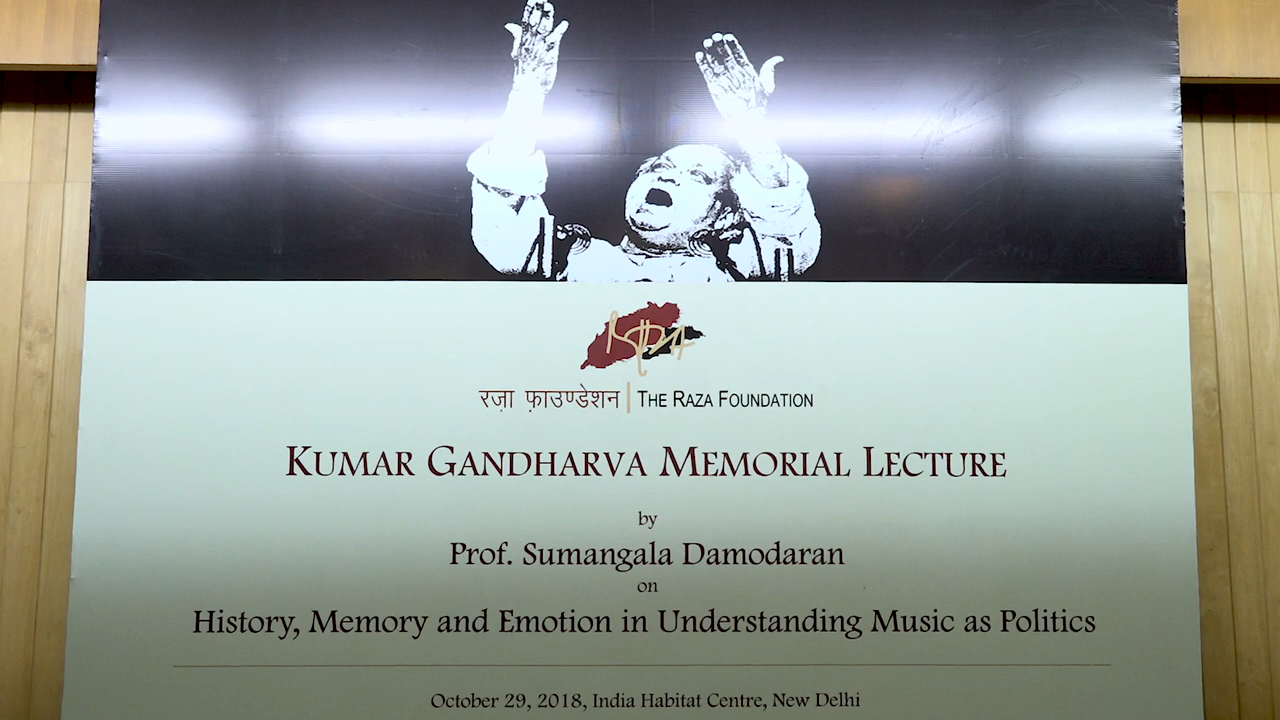 रज़ा फ़ाउण्डेशन | THE RAZA FOUNDATION
KUMAR GANDHARVA MEMORIAL LECTURE
by
Prof. Sumangala Damodaran
on
History, Memory and Emotion in Understanding Music as Politics
October 29, 2018, India Habitat Centre, New Delhi